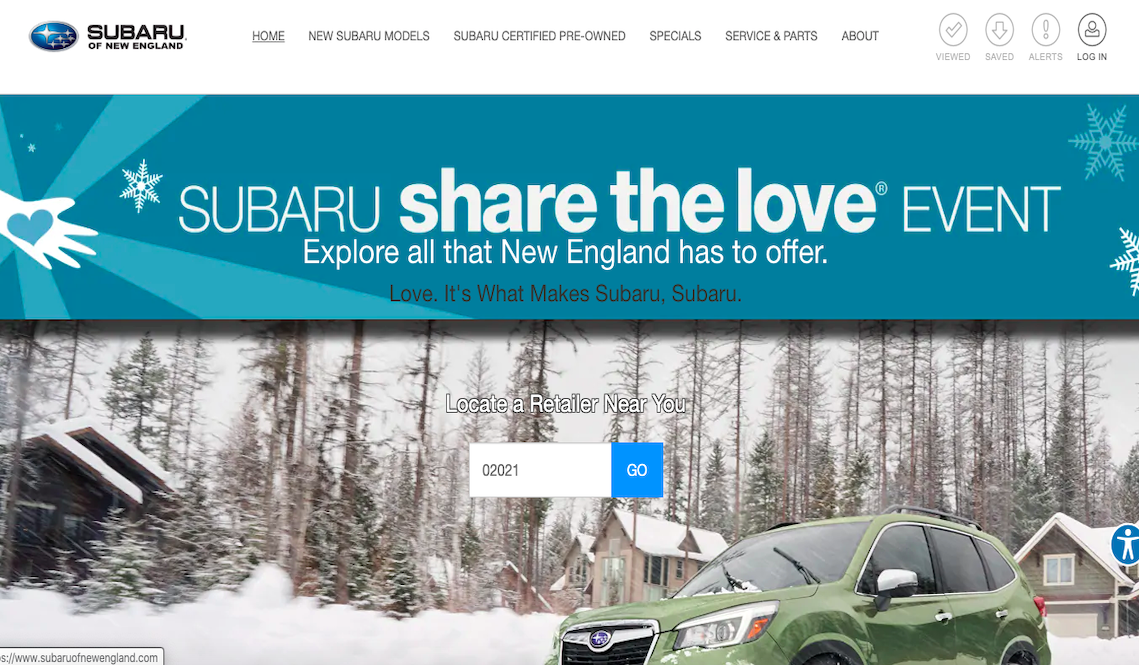 SUBARU
OF NEW ENGLAND
HOME NEW SUBARU MODELS SUBARU CERTIFIED PRE-OWNED SPECIALS SERVICE & PARTS ABOUT
VIEWED SAVED ALERTS LOG IN
SUBARU share the love® EVENT
Explore all that New England has to offer.
Love. It's What Makes Subaru, Subaru.
Locate a Retailer Near You
02021 GO
s://www.subaruofnewengland.com